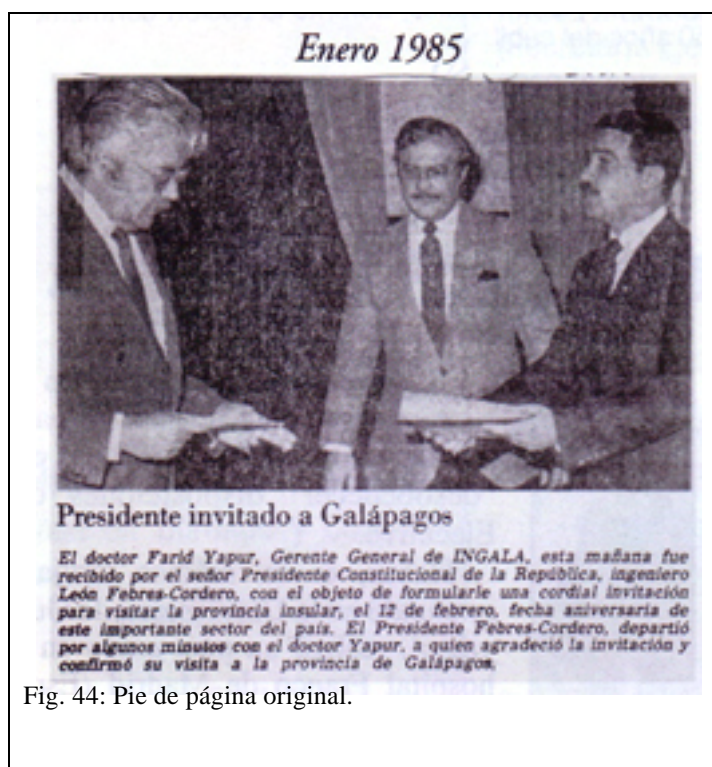 Enero 1985
Presidente invitado a Galápagos
El doctor Farid Yapur, Gerente General de INGALA, esta mañana fue
recibido por el señor Presidente Constitucional de la República, ingeniero
León Febres-Cordero, con el objeto de formularle una cordial invitación
para visitar la provincia insular, el 12 de febrero, fecha aniversaria de
este importante sector del país. El Presidente Febres-Cordero, departió
por algunos minutos con el doctor Yapur, a quien agradeció la invitación y
confirmó su visita a la provincia de Galápagos.
Fig. 44: Pie de página original.